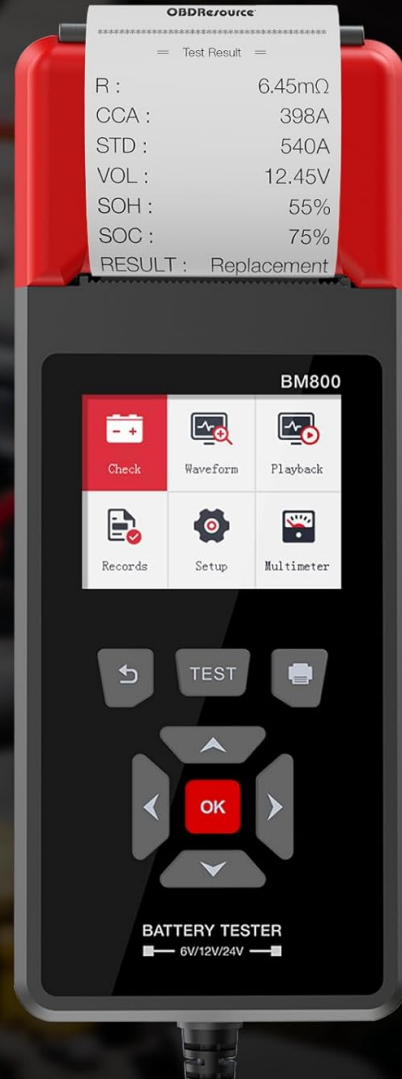 OBDResource
********************************************
= Test Result =
R : 6.45mΩ
CCA : 398A
STD : 540A
VOL : 12.45V
SOH : 55%
SOC : 75%
RESULT : Replacement
BM800
Check Waveform Playback
Records Setup Multimeter
TEST
OK
BATTERY TESTER
6V/12V/24V